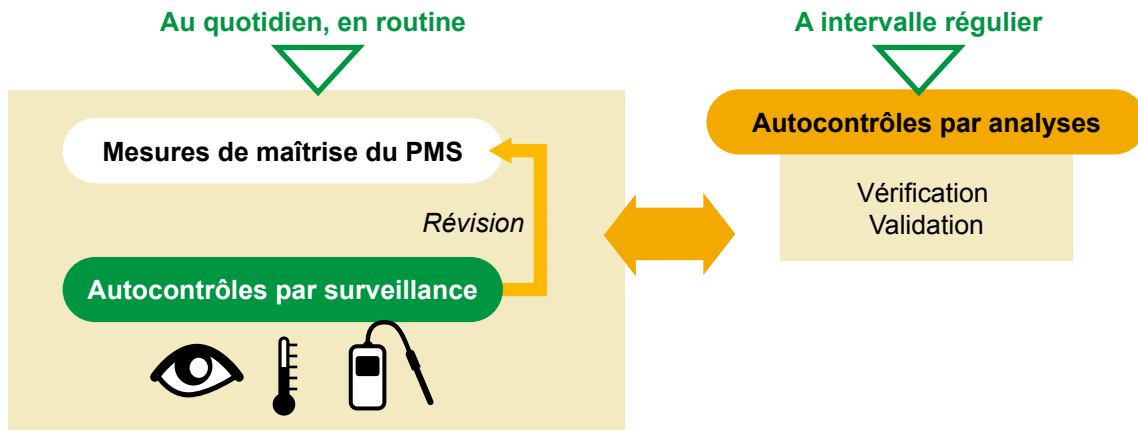 Au quotidien, en routine
A intervalle régulier
Mesures de maîtrise du PMS
Révision
Autocontrôles par surveillance
Autocontrôles par analyses
Vérification
Validation